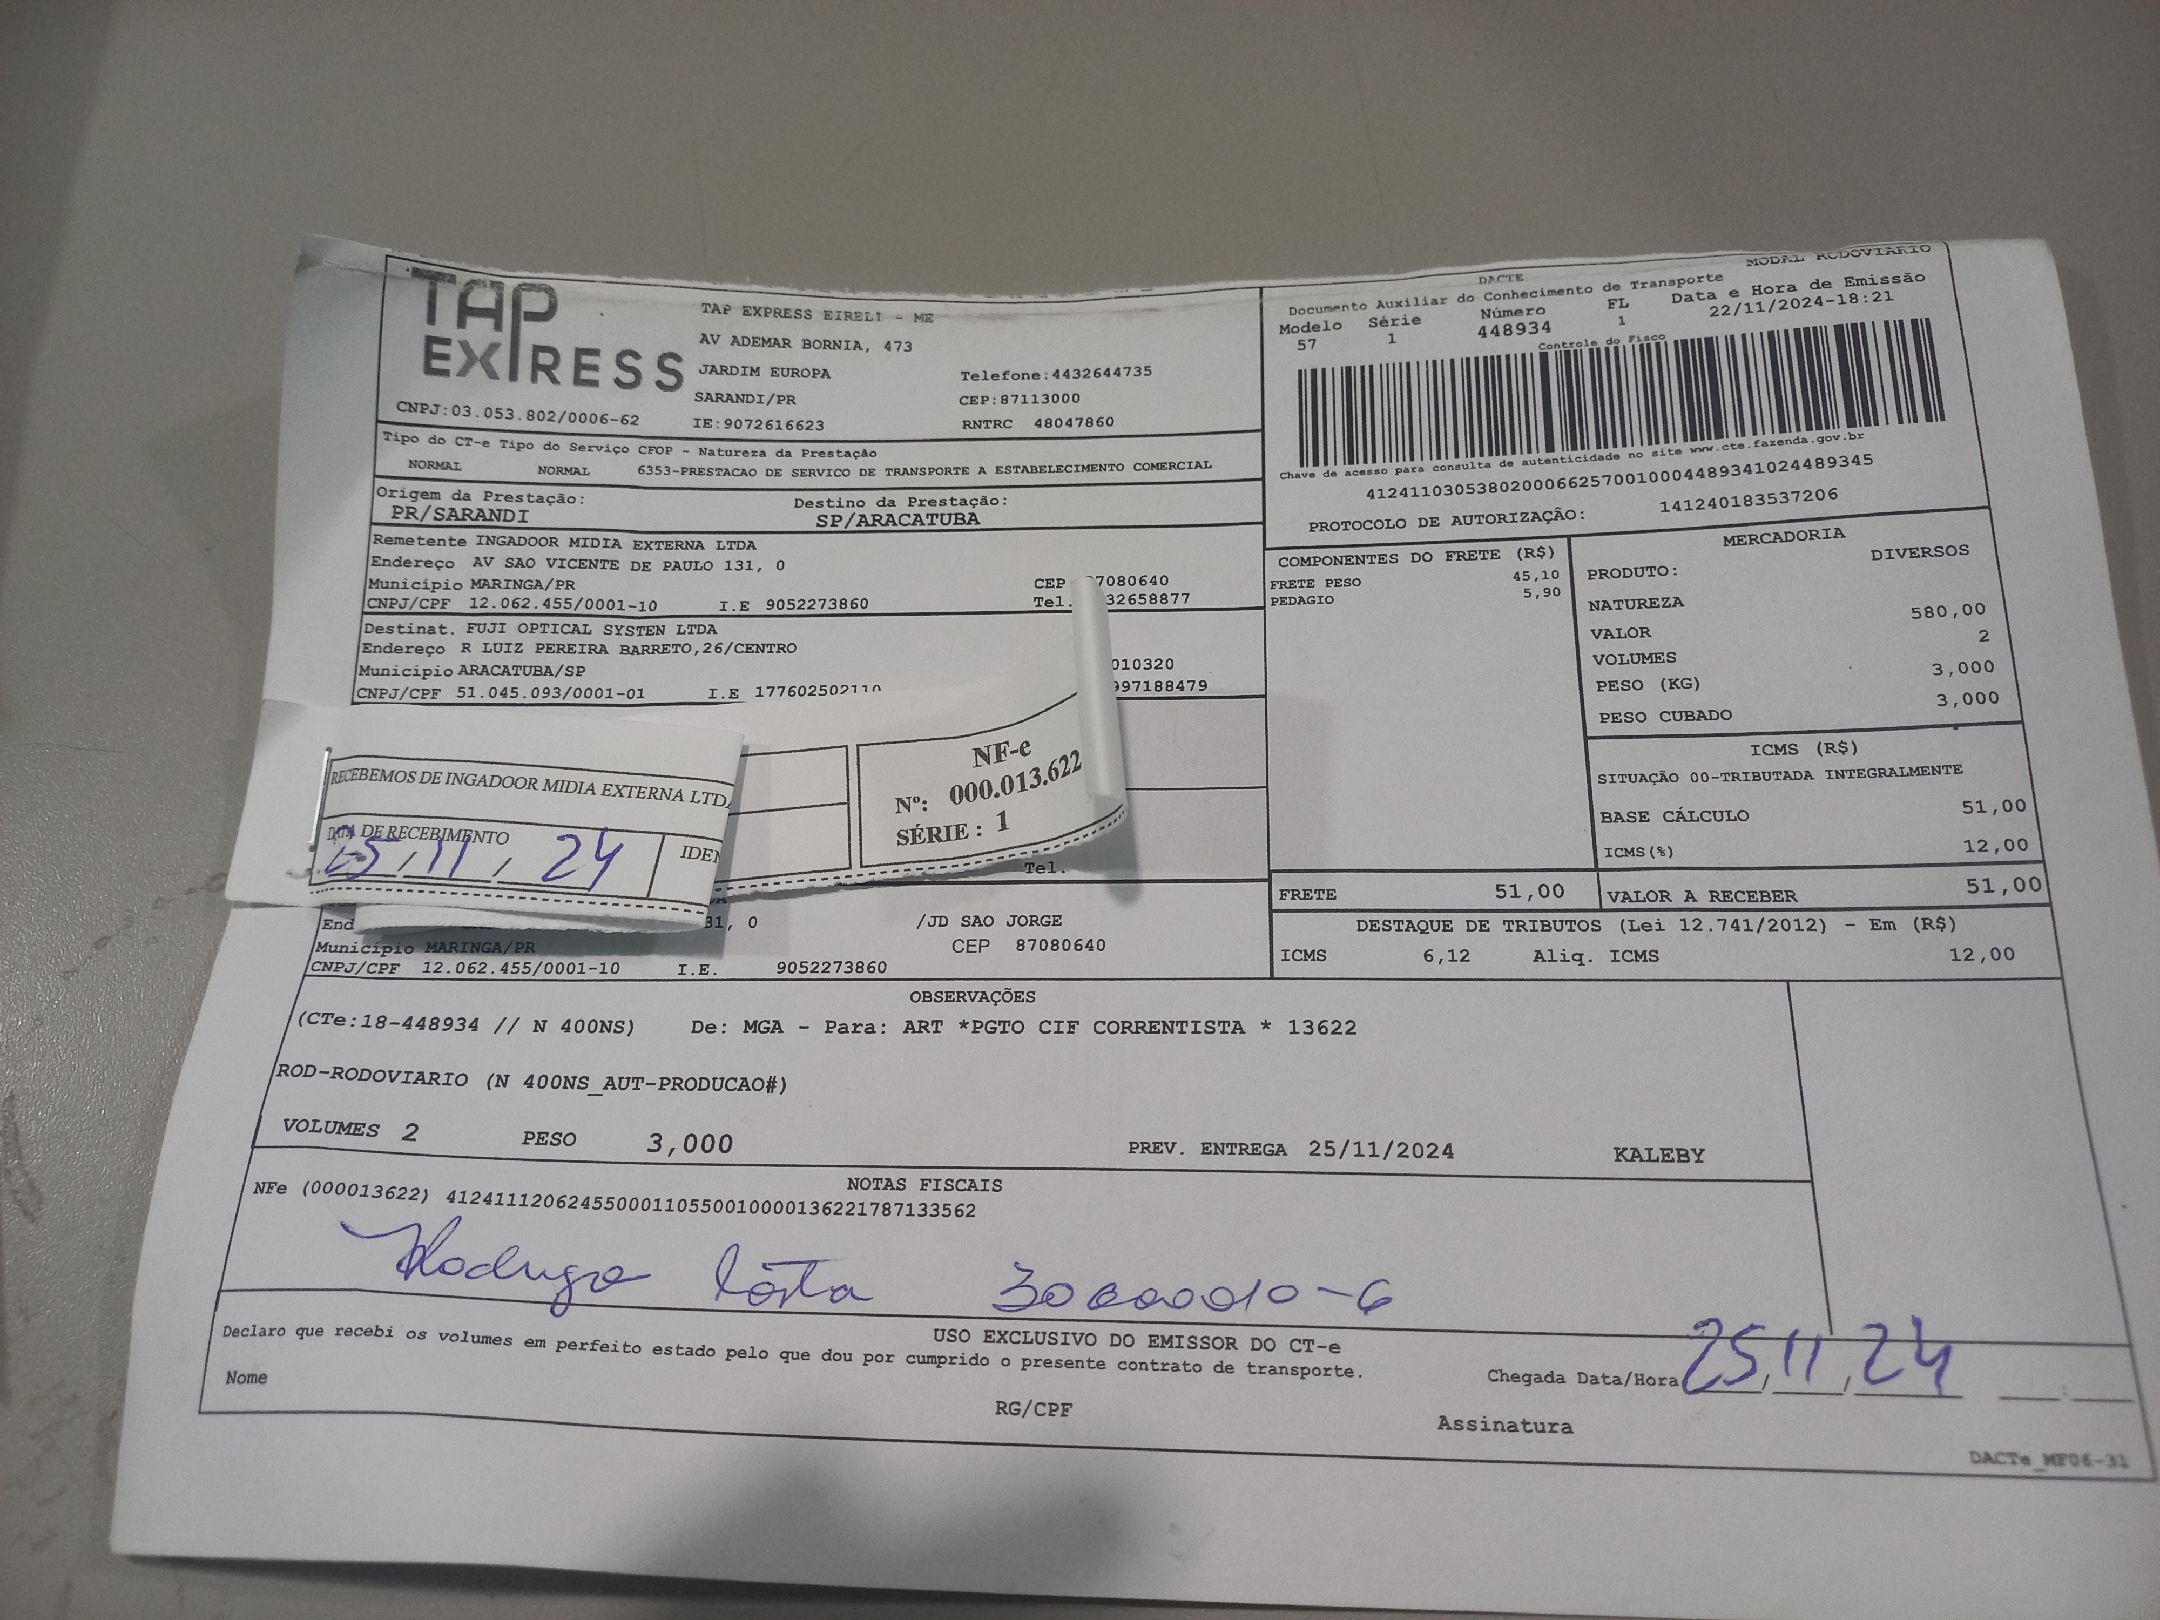 TAP EXPRESS
TAP EXPRESS EIRELI - ME
AV ADEMAR BORNIA, 473
JARDIM EUROPA Telefone:4432644735
SARANDI/PR CEP:87113000
CNPJ:03.053.802/0006-62 IE:9072616623 RNTRC 48047860
Tipo do CT-e Tipo do Serviço CFOP - Natureza da Prestação
NORMAL NORMAL 6353-PRESTACAO DE SERVICO DE TRANSPORTE A ESTABELECIMENTO COMERCIAL
Origem da Prestação: Destino da Prestação:
PR/SARANDI SP/ARACATUBA
Remetente INGADOOR MIDIA EXTERNA LTDA
Endereço AV SAO VICENTE DE PAULO 131, 0
Município MARINGA/PR CEP 87080640
CNPJ/CPF 12.062.455/0001-10 I.E 9052273860 Tel. 32658877
Destinat. FUJI OPTICAL SYSTEN LTDA
Endereço R LUIZ PEREIRA BARRETO,26/CENTRO
Município ARACATUBA/SP 010320
CNPJ/CPF 51.045.093/0001-01 I.E 177602502110 997188479
DACTE MODAL RODOVIARIO
Documento Auxiliar do Conhecimento de Transporte
Modelo Série Número FL Data e Hora de Emissão
57 1 448934 1 22/11/2024-18:21
Controle do Fisco
Chave de acesso para consulta de autenticidade no site www.cte.fazenda.gov.br
41241103053802000662570010004489341024489345
PROTOCOLO DE AUTORIZAÇÃO: 141240183537206
COMPONENTES DO FRETE (R$)
FRETE PESO 45,10
PEDAGIO 5,90
MERCADORIA
PRODUTO: DIVERSOS
NATUREZA
VALOR 580,00
VOLUMES 2
PESO (KG) 3,000
PESO CUBADO 3,000
ICMS (R$)
SITUAÇÃO 00-TRIBUTADA INTEGRALMENTE
BASE CÁLCULO 51,00
ICMS(%) 12,00
FRETE 51,00 VALOR A RECEBER 51,00
DESTAQUE DE TRIBUTOS (Lei 12.741/2012) - Em (R$)
ICMS 6,12 Aliq. ICMS 12,00
RECEBEMOS DE INGADOOR MIDIA EXTERNA LTDA
DATA DE RECEBIMENTO IDEN
25/11/24
NF-e
Nº: 000.013.622
SÉRIE: 1
Tel.
End 31, 0 /JD SAO JORGE
Município MARINGA/PR CEP 87080640
CNPJ/CPF 12.062.455/0001-10 I.E. 9052273860
OBSERVAÇÕES
(CTe:18-448934 // N 400NS) De: MGA - Para: ART *PGTO CIF CORRENTISTA * 13622
ROD-RODOVIARIO (N 400NS_AUT-PRODUCAO#)
VOLUMES 2 PESO 3,000 PREV. ENTREGA 25/11/2024 KALEBY
NOTAS FISCAIS
NFe (000013622) 41241112062455000110550010000136221787133562
USO EXCLUSIVO DO EMISSOR DO CT-e
Declaro que recebi os volumes em perfeito estado pelo que dou por cumprido o presente contrato de transporte.
Nome RG/CPF Chegada Data/Hora 25/11/24 __:__
Assinatura
DACTe_MF06-31